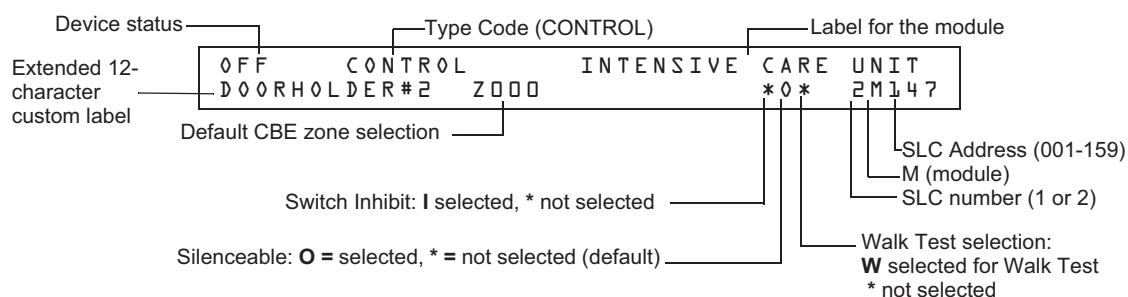 Device status
Type Code (CONTROL)
Label for the module
Extended 12-
character
custom label
OFF CONTROL INTENSIVE CARE UNIT
DOORHOLDER#2 Z000 *O* 2M147
Default CBE zone selection
SLC Address (001-159)
M (module)
SLC number (1 or 2)
Switch Inhibit: I selected, * not selected
Silenceable: O = selected, * = not selected (default)
Walk Test selection:
W selected for Walk Test
* not selected